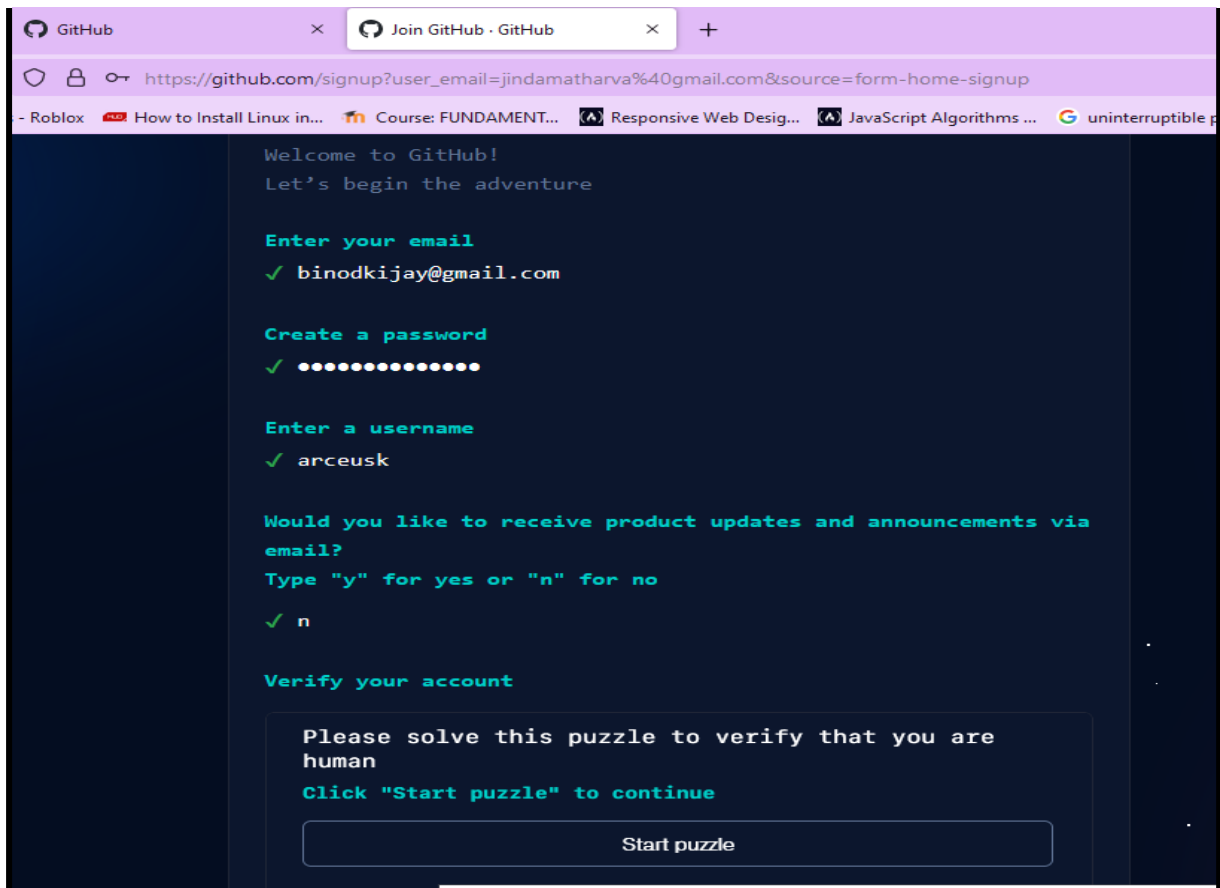 GitHub
Join GitHub · GitHub
https://github.com/signup?user_email=jindamatharva%40gmail.com&source=form-home-signup
- Roblox How to Install Linux in... Course: FUNDAMENT... Responsive Web Desig... JavaScript Algorithms ... uninterruptible p
Welcome to GitHub!
Let's begin the adventure
Enter your email
✓ binodkijay@gmail.com
Create a password
✓ ••••••••••••••
Enter a username
✓ arceusk
Would you like to receive product updates and announcements via
email?
Type "y" for yes or "n" for no
✓ n
Verify your account
Please solve this puzzle to verify that you are
human
Click "Start puzzle" to continue
Start puzzle